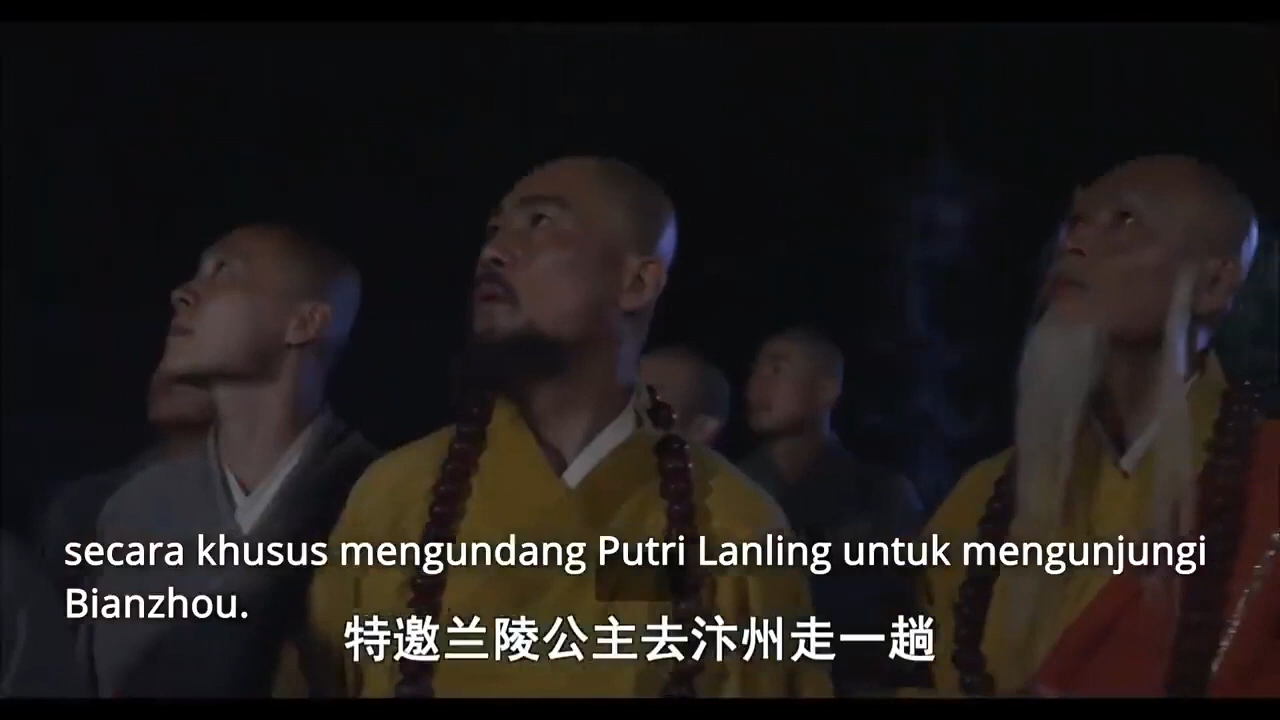 secara khusus mengundang Putri Lanling untuk mengunjungi
Bianzhou.
特邀兰陵公主去汴州走一趟